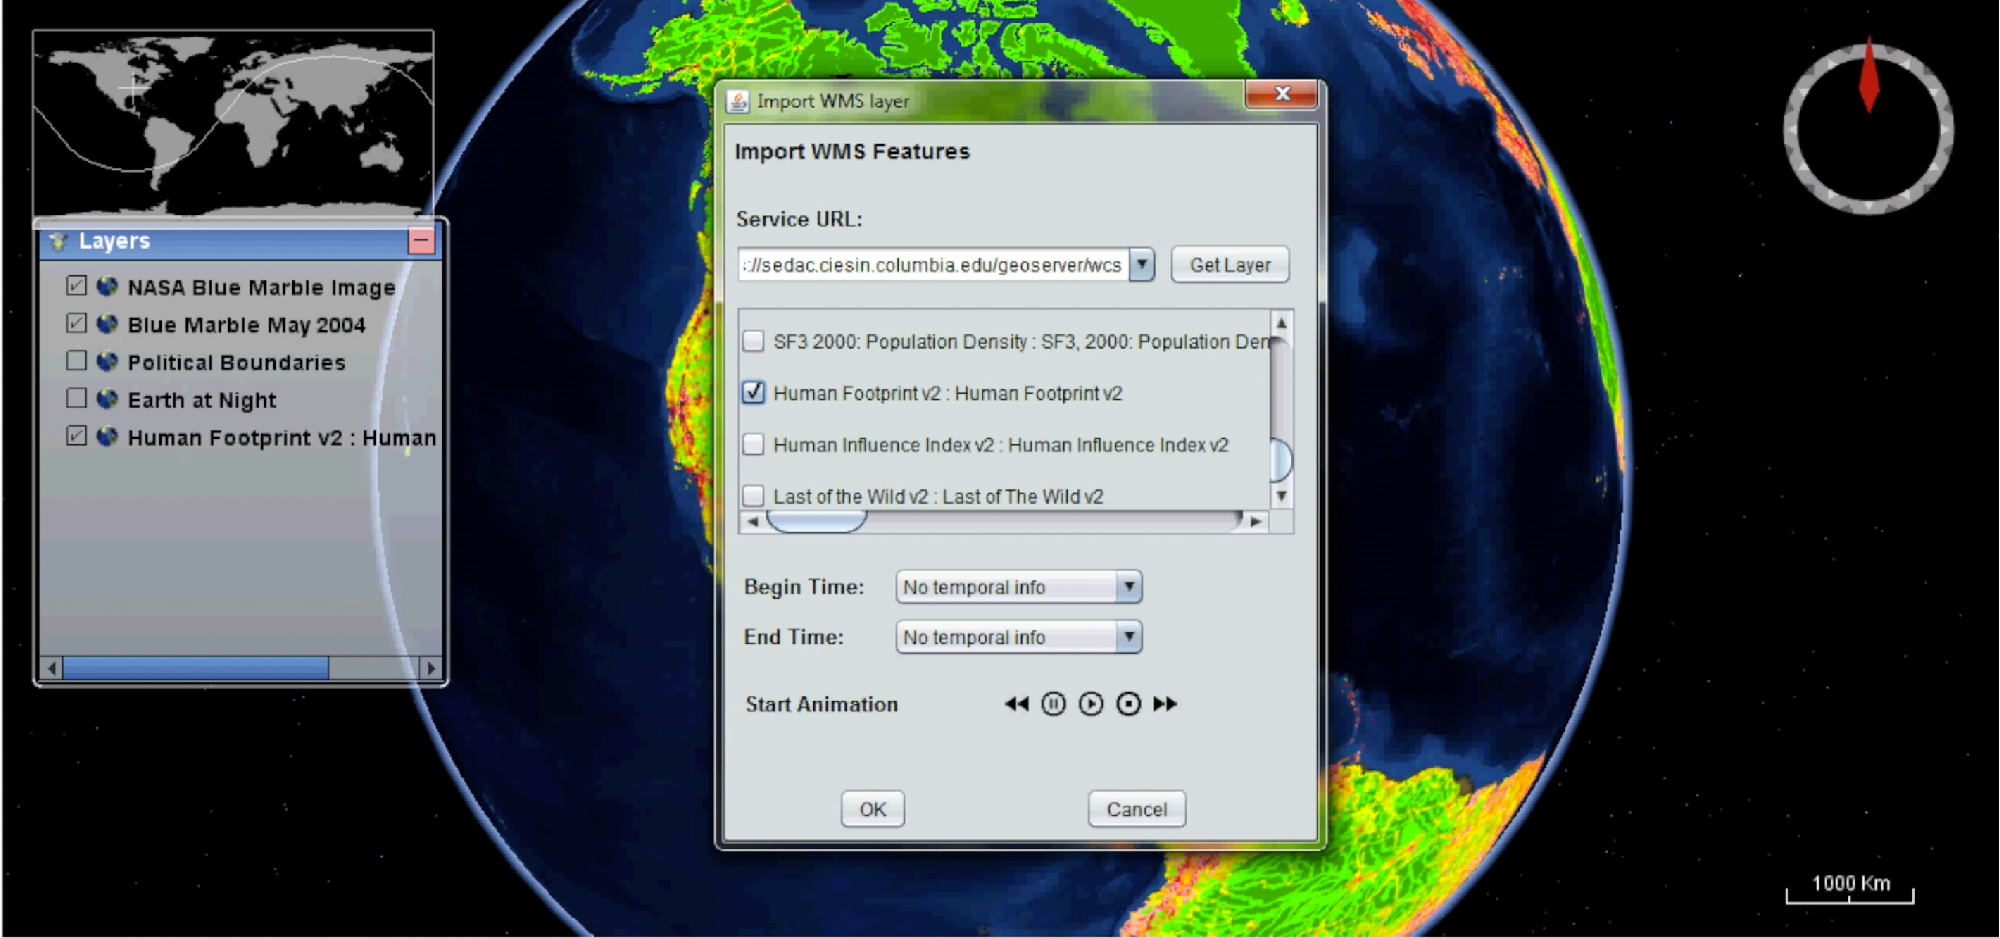 Import WMS layer
Import WMS Features
Service URL:
://sedac.ciesin.columbia.edu/geoserver/wcs
Get Layer
SF3 2000: Population Density : SF3, 2000: Population Den
Human Footprint v2 : Human Footprint v2
Human Influence Index v2 : Human Influence Index v2
Last of the Wild v2 : Last of The Wild v2
Begin Time:
No temporal info
End Time:
No temporal info
Start Animation
OK
Cancel
Layers
NASA Blue Marble Image
Blue Marble May 2004
Political Boundaries
Earth at Night
Human Footprint v2 : Human
1000 Km